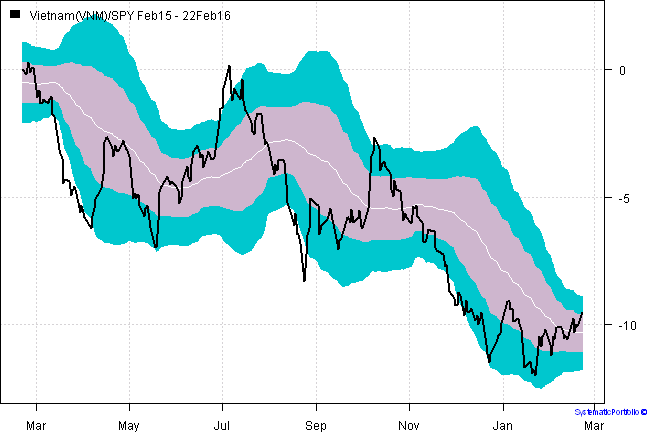 Vietnam(VNM)/SPY Feb15 - 22Feb16
0
-5
-10
Mar May Jul Sep Nov Jan Mar
SystematicPortfolio ©